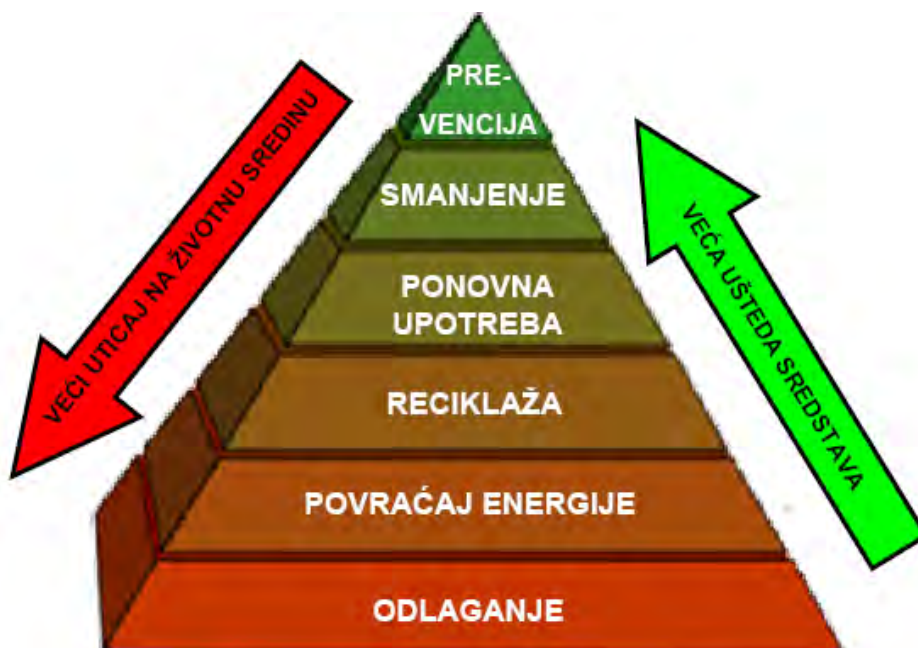 PRE-
VENCIJA
SMANJENJE
PONOVNA
UPOTREBA
RECIKLAŽA
POVRAĆAJ ENERGIJE
ODLAGANJE
VEĆI UTICAJ NA ŽIVOTNU SREDINU
VEĆA UŠTEDA SREDSTAVA